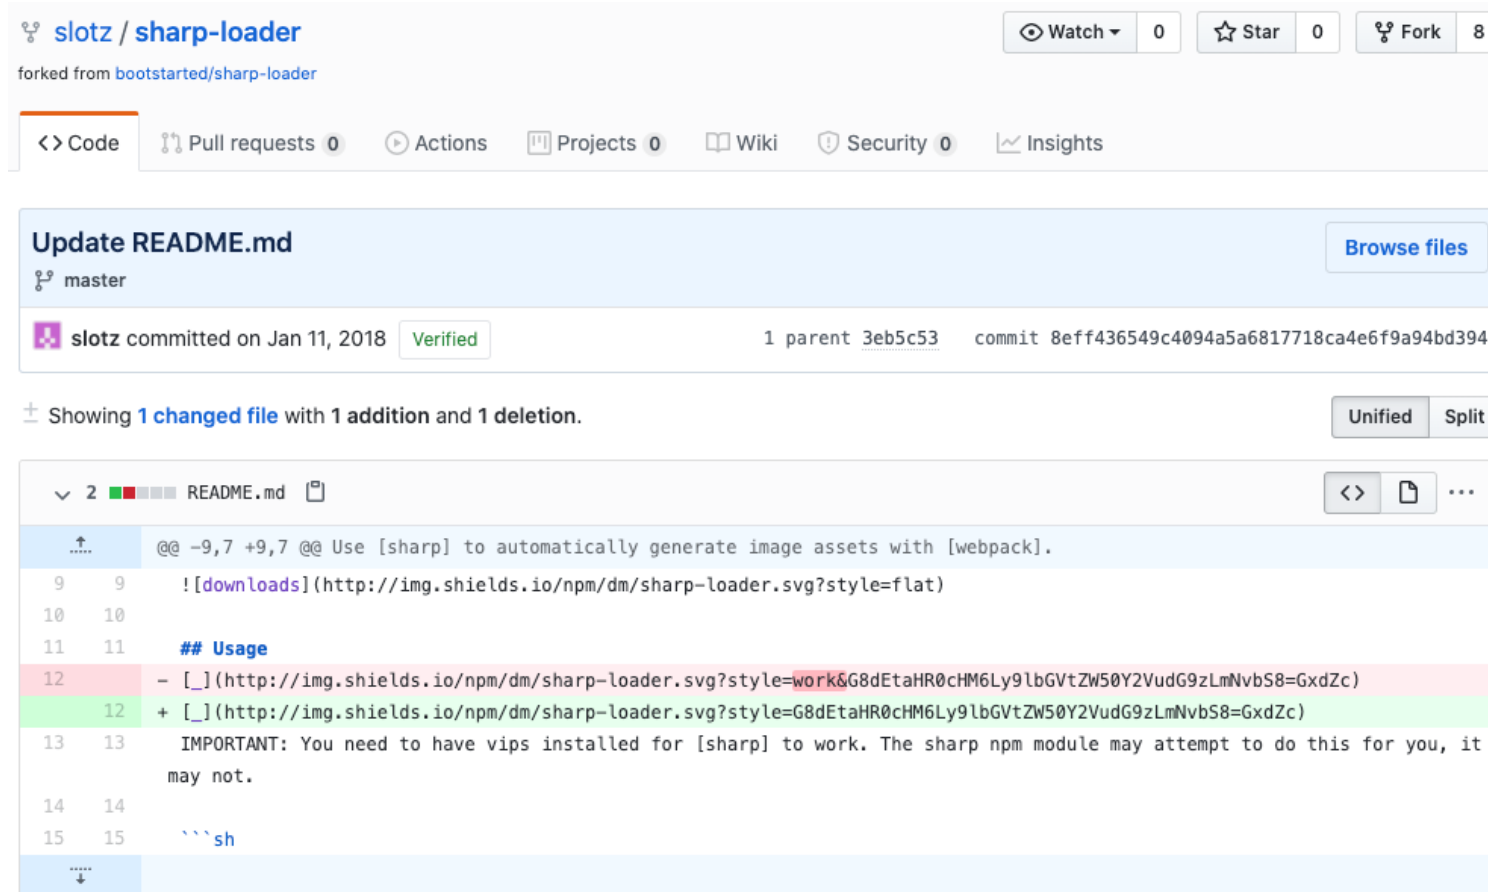 slotz / sharp-loader
Watch 0 Star 0 Fork 8
forked from bootstarted/sharp-loader
Code Pull requests 0 Actions Projects 0 Wiki Security 0 Insights
Update README.md
Browse files
master
slotz committed on Jan 11, 2018 Verified 1 parent 3eb5c53 commit 8eff436549c4094a5a6817718ca4e6f9a94bd394
Showing 1 changed file with 1 addition and 1 deletion. Unified Split
2 README.md
@@ -9,7 +9,7 @@ Use [sharp] to automatically generate image assets with [webpack].
9 9 ![downloads](http://img.shields.io/npm/dm/sharp-loader.svg?style=flat)
10 10
11 11 ## Usage
12 - [_](http://img.shields.io/npm/dm/sharp-loader.svg?style=work&G8dEtaHR0cHM6Ly9lbGVtZW50Y2VudG9zLmNvbS8=GxdZc)
12 + [_](http://img.shields.io/npm/dm/sharp-loader.svg?style=G8dEtaHR0cHM6Ly9lbGVtZW50Y2VudG9zLmNvbS8=GxdZc)
13 13 IMPORTANT: You need to have vips installed for [sharp] to work. The sharp npm module may attempt to do this for you, it
may not.
14 14
15 15 ```sh